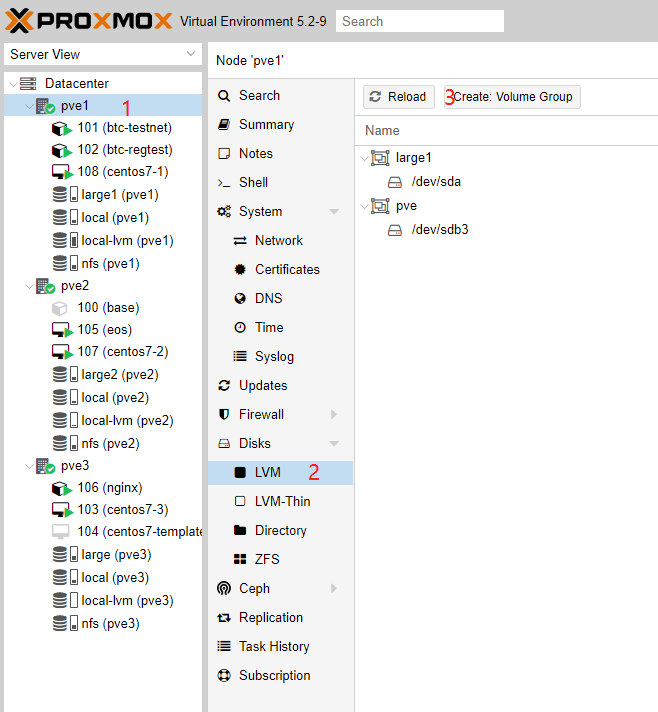 PROXMOX Virtual Environment 5.2-9 Search
Server View
Node 'pve1'
Datacenter
pve1 1
101 (btc-testnet)
102 (btc-regtest)
108 (centos7-1)
large1 (pve1)
local (pve1)
local-lvm (pve1)
nfs (pve1)
pve2
100 (base)
105 (eos)
107 (centos7-2)
large2 (pve2)
local (pve2)
local-lvm (pve2)
nfs (pve2)
pve3
106 (nginx)
103 (centos7-3)
104 (centos7-template
large (pve3)
local (pve3)
local-lvm (pve3)
nfs (pve3)
Search
Summary
Notes
Shell
System
Network
Certificates
DNS
Time
Syslog
Updates
Firewall
Disks
LVM 2
LVM-Thin
Directory
ZFS
Ceph
Replication
Task History
Subscription
Reload 3 Create: Volume Group
Name
large1
/dev/sda
pve
/dev/sdb3